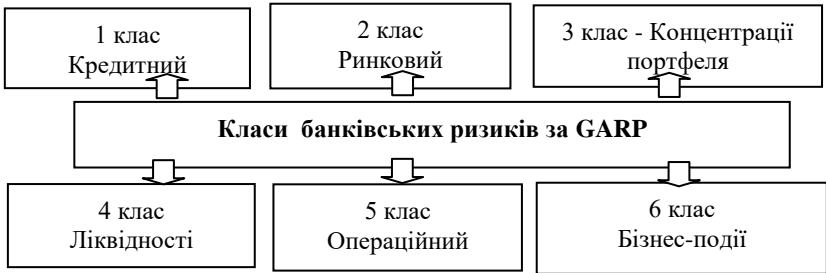 1 клас
Кредитний
2 клас
Ринковий
3 клас - Концентрації
портфеля
Класи банківських ризиків за GARP
4 клас
Ліквідності
5 клас
Операційний
6 клас
Бізнес-події